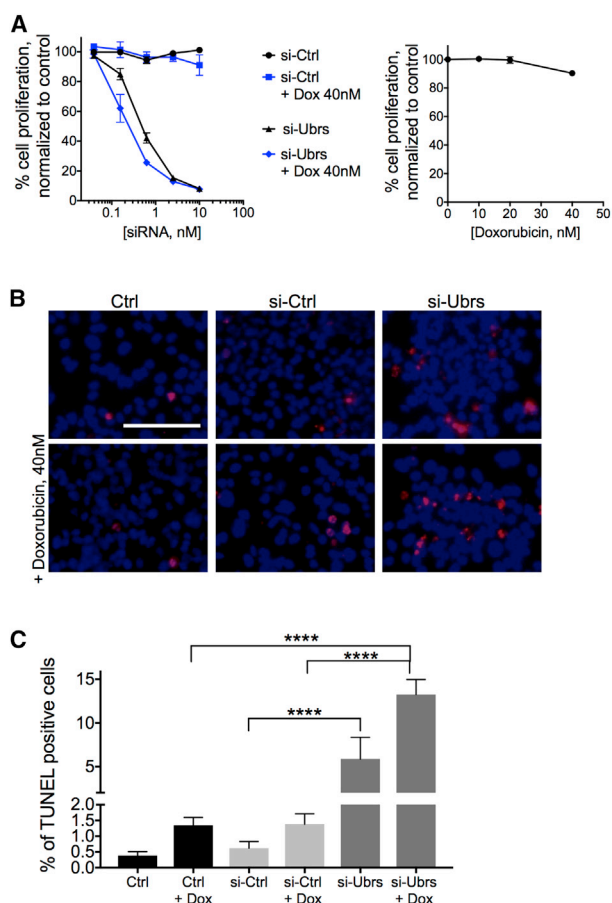 A
% cell proliferation,
normalized to control
100
80
60
40
20
0
0.1
1
10
100
[siRNA, nM]
si-Ctrl
si-Ctrl
+ Dox 40nM
si-Ubrs
si-Ubrs
+ Dox 40nM
% cell proliferation,
normalized to control
100
80
60
40
20
0
0
10
20
30
40
50
[Doxorubicin, nM]
B
Ctrl
si-Ctrl
si-Ubrs
+ Doxorubicin, 40nM
C
% of TUNEL positive cells
15
10
5
2.0
1.5
1.0
0.5
0.0
****
****
****
Ctrl
Ctrl
+ Dox
si-Ctrl
si-Ctrl
+ Dox
si-Ubrs
si-Ubrs
+ Dox